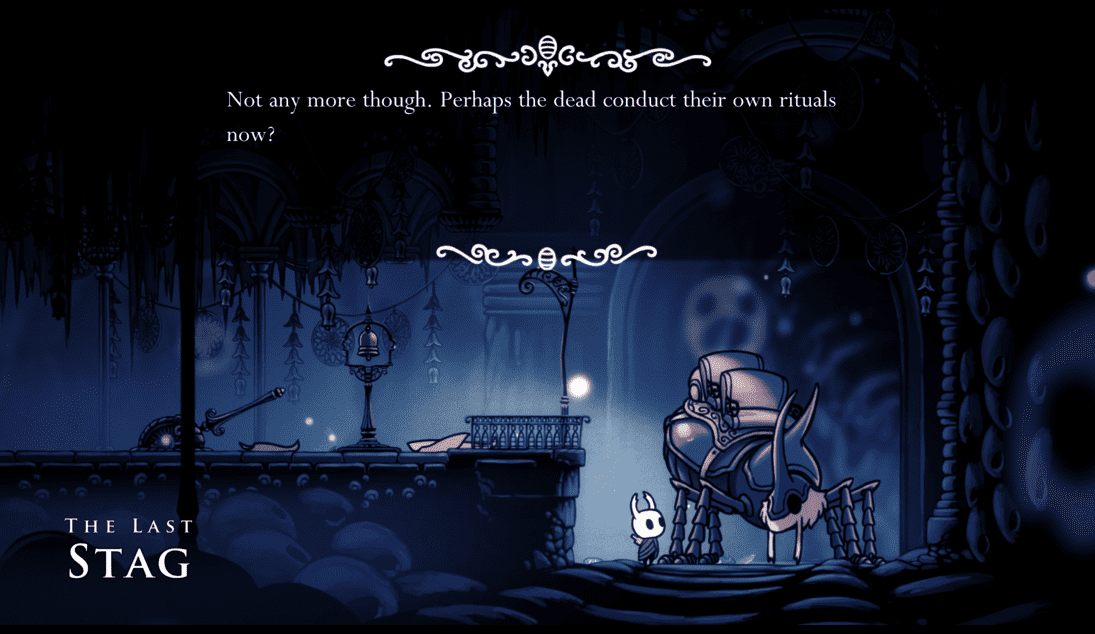 Not any more though. Perhaps the dead conduct their own rituals
now?
The Last
Stag